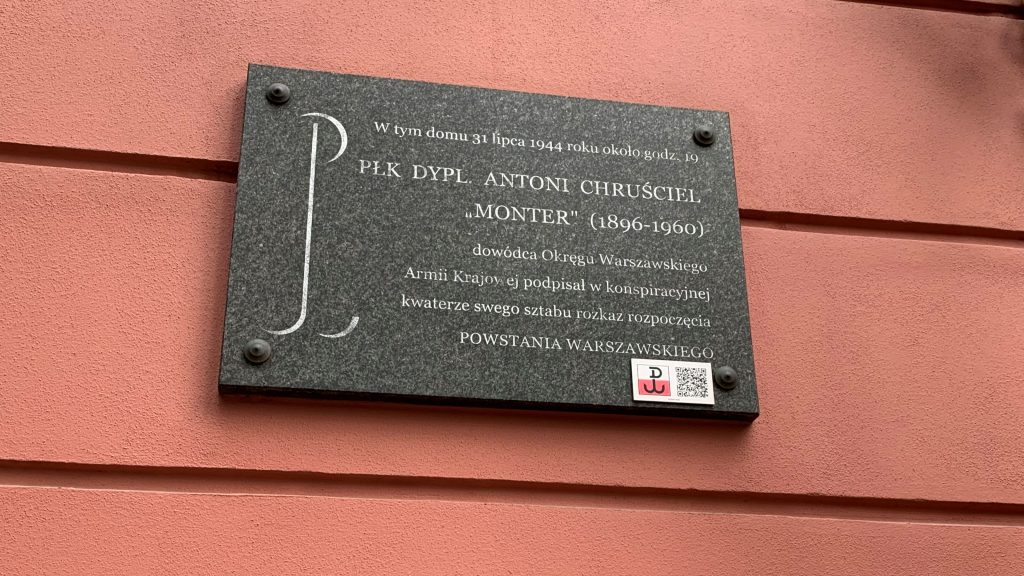 W tym domu 31 lipca 1944 roku około godz. 19
PŁK DYPL. ANTONI CHRUŚCIEL
„MONTER" (1896-1960)
dowódca Okręgu Warszawskiego
Armii Krajowej podpisał w konspiracyjnej
kwaterze swego sztabu rozkaz rozpoczęcia
POWSTANIA WARSZAWSKIEGO